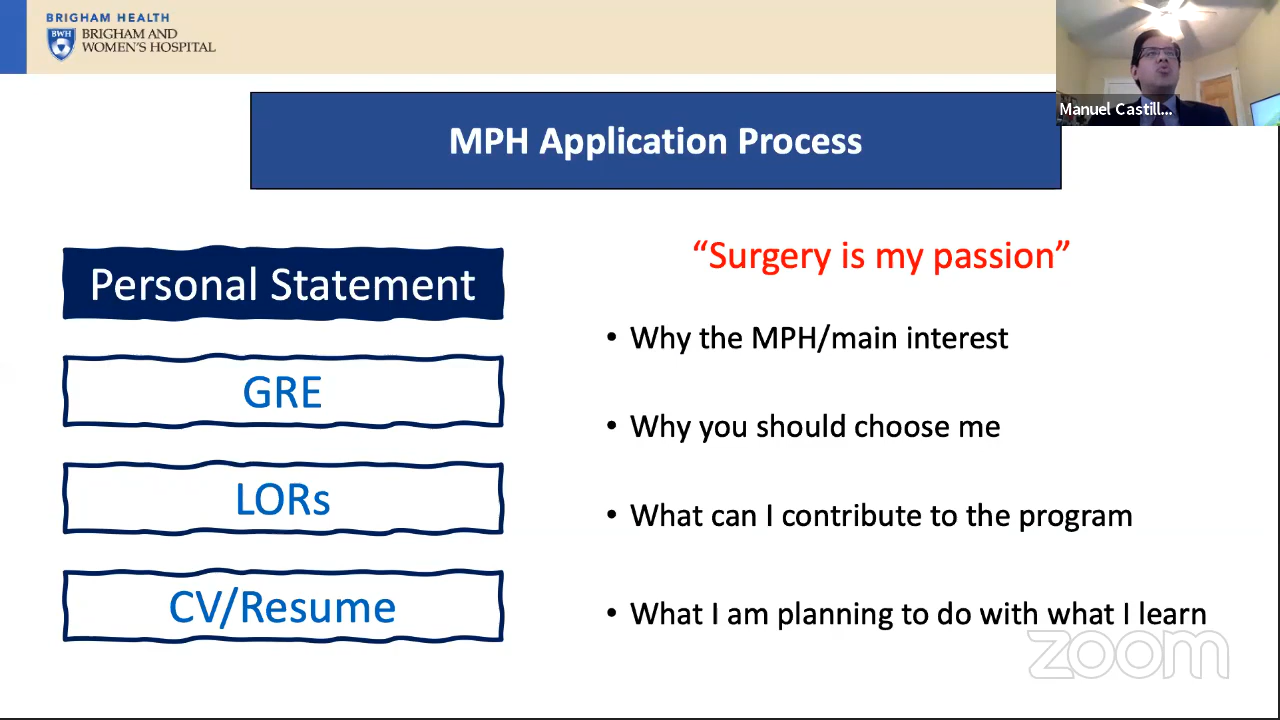 BRIGHAM HEALTH
BWH
BRIGHAM AND
WOMEN'S HOSPITAL
Manuel Castill...
MPH Application Process
Personal Statement
GRE
LORs
CV/Resume
“Surgery is my passion”
• Why the MPH/main interest
• Why you should choose me
• What can I contribute to the program
• What I am planning to do with what I learn
zoom